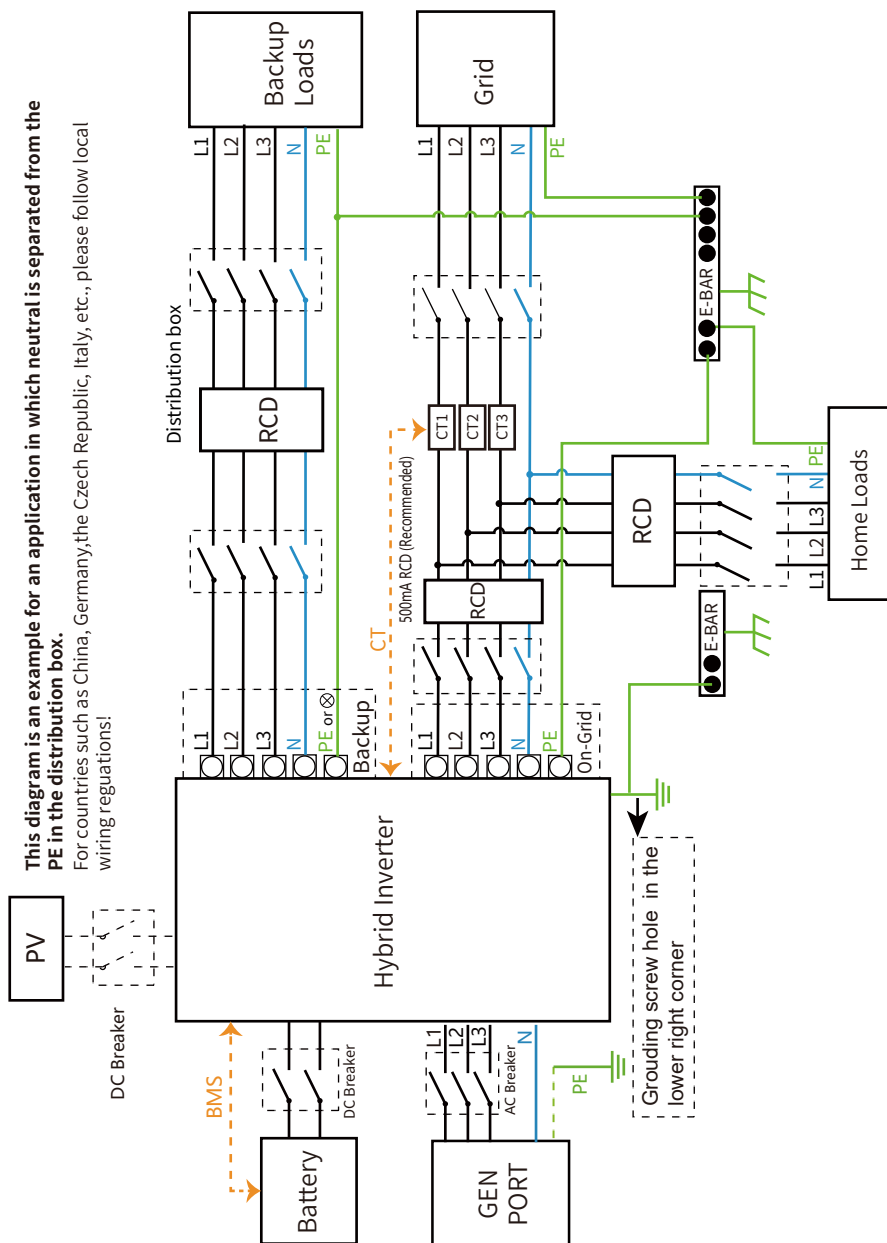 This diagram is an example for an application in which neutral is separated from the
PE in the distribution box.
For countries such as China, Germany,the Czech Republic, Italy, etc., please follow local
wiring reguations!
PV
DC Breaker
BMS
Battery
DC Breaker
GEN
PORT
L1
L2
L3
N
AC Breaker
PE
Hybrid Inverter
Grouding screw hole in the
lower right corner
L1
L2
L3
N
PE or ⊗
Backup
CT
L1
L2
L3
N
PE
On-Grid
500mA RCD (Recommended)
RCD
Distribution box
RCD
CT1
CT2
CT3
L1
L2
L3
N
PE
Backup
Loads
L1
L2
L3
N
PE
Grid
E-BAR
E-BAR
RCD
L1
L2
L3
N
PE
Home Loads